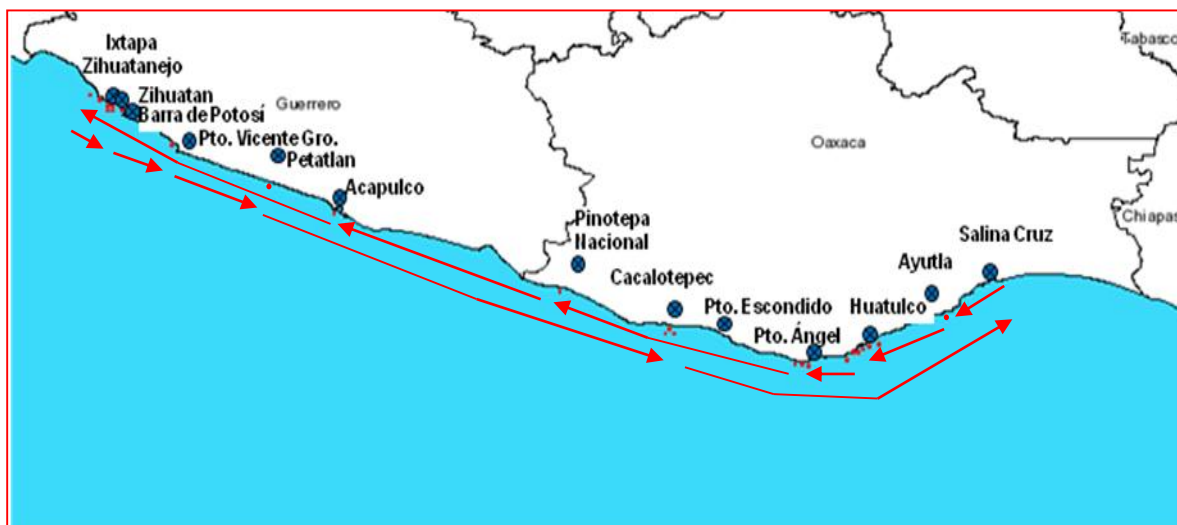 Ixtapa
Zihuatanejo
Zihuatan
Barra de Potosí
Guerrero
Pto. Vicente Gro.
Petatlan
Acapulco
Tabasco
Oaxaca
Chiapas
Pinotepa
Nacional
Salina Cruz
Ayutla
Cacalotepec
Pto. Escondido
Huatulco
Pto. Ángel